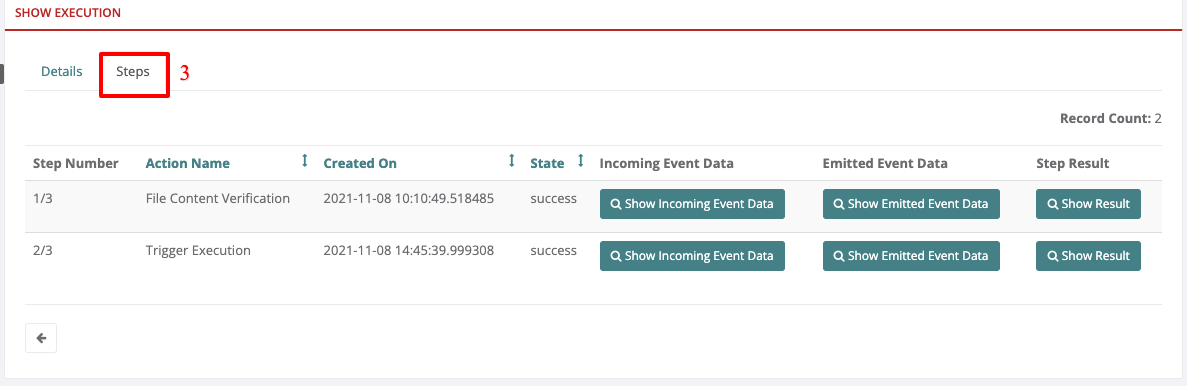 SHOW EXECUTION
Details Steps 3
Record Count: 2
Step Number Action Name Created On State Incoming Event Data Emitted Event Data Step Result
1/3 File Content Verification 2021-11-08 10:10:49.518485 success Show Incoming Event Data Show Emitted Event Data Show Result
2/3 Trigger Execution 2021-11-08 14:45:39.999308 success Show Incoming Event Data Show Emitted Event Data Show Result